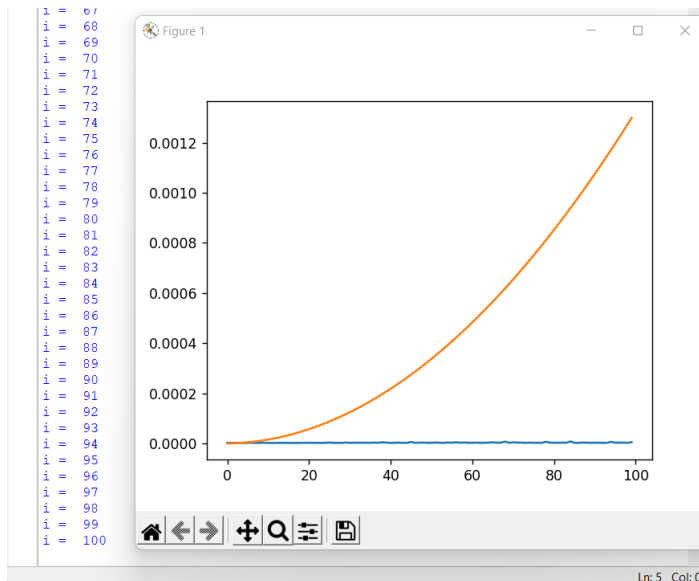 i =  67
i =  68
i =  69
i =  70
i =  71
i =  72
i =  73
i =  74
i =  75
i =  76
i =  77
i =  78
i =  79
i =  80
i =  81
i =  82
i =  83
i =  84
i =  85
i =  86
i =  87
i =  88
i =  89
i =  90
i =  91
i =  92
i =  93
i =  94
i =  95
i =  96
i =  97
i =  98
i =  99
i =  100
Figure 1
0.0012
0.0010
0.0008
0.0006
0.0004
0.0002
0.0000
0 20 40 60 80 100
Ln: 5 Col: